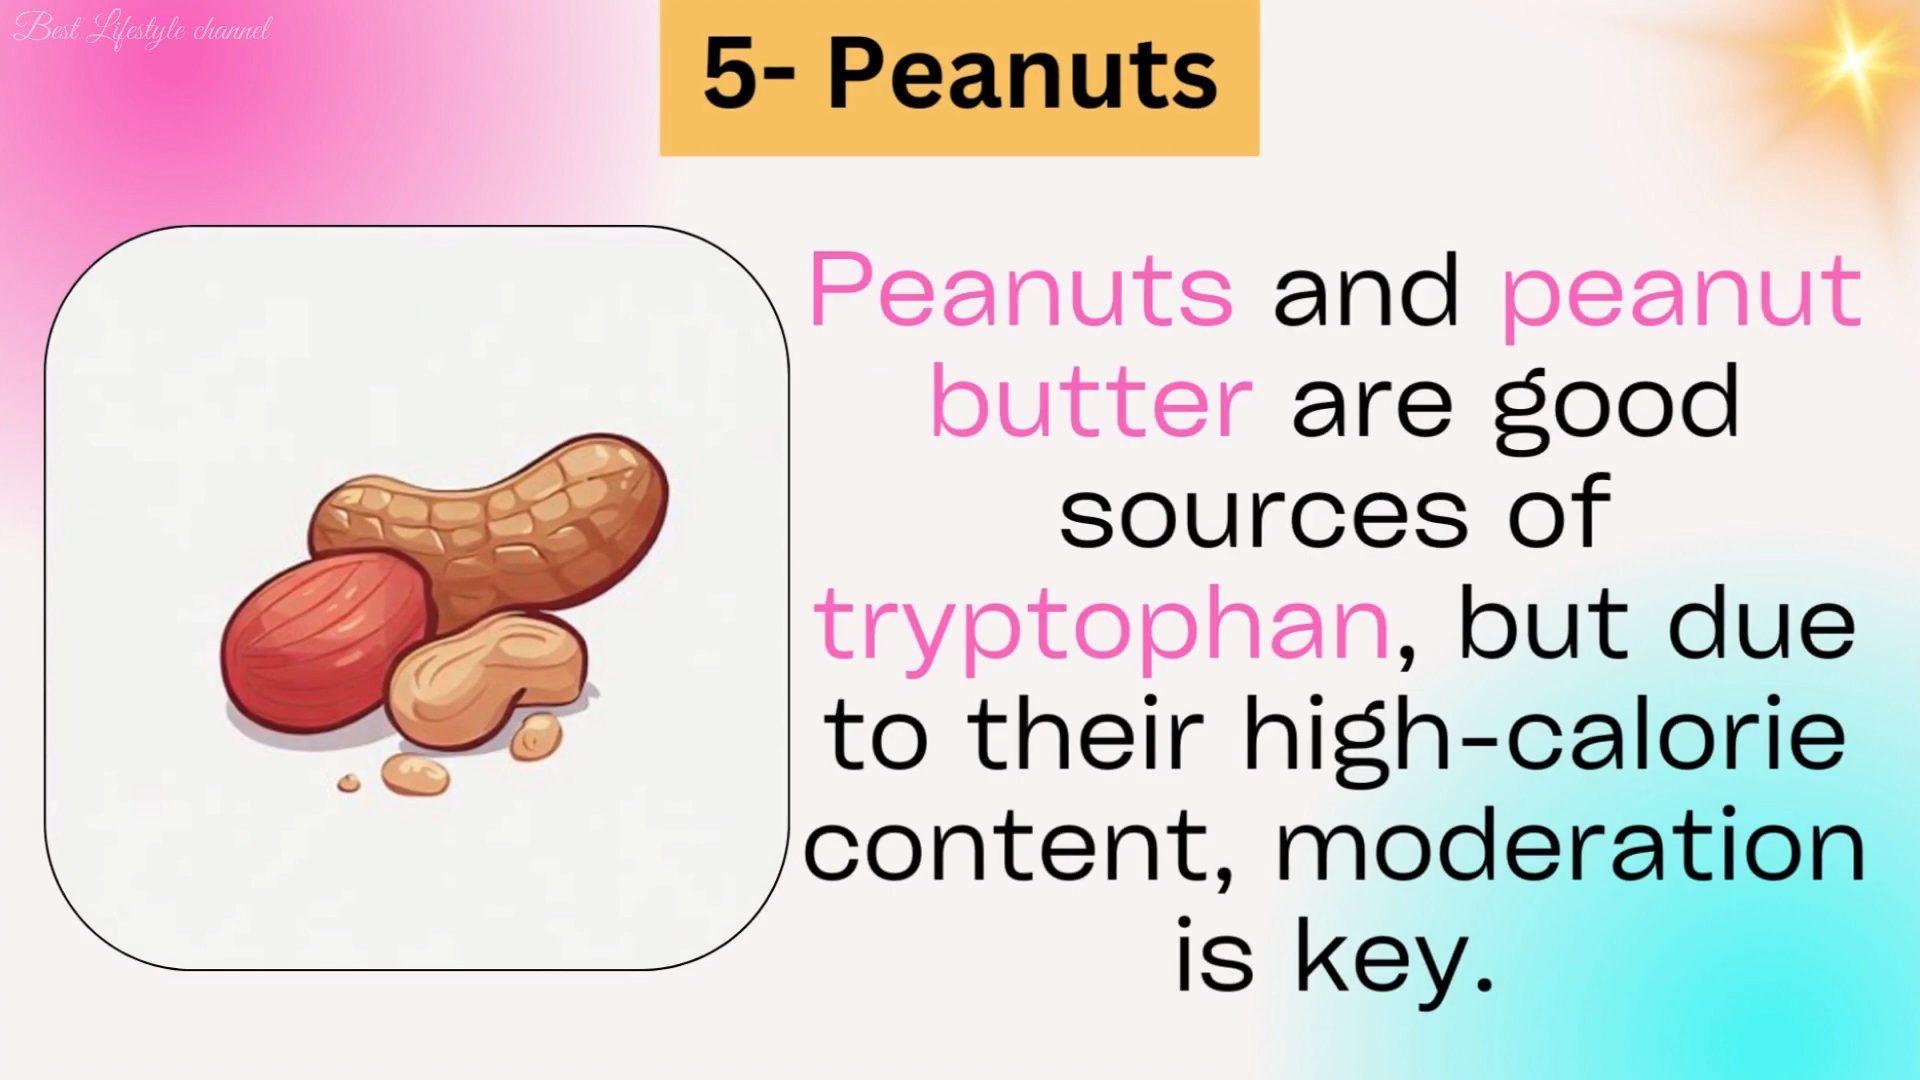 Best Lifestyle channel
5- Peanuts
Peanuts and peanut
butter are good
sources of
tryptophan, but due
to their high-calorie
content, moderation
is key.